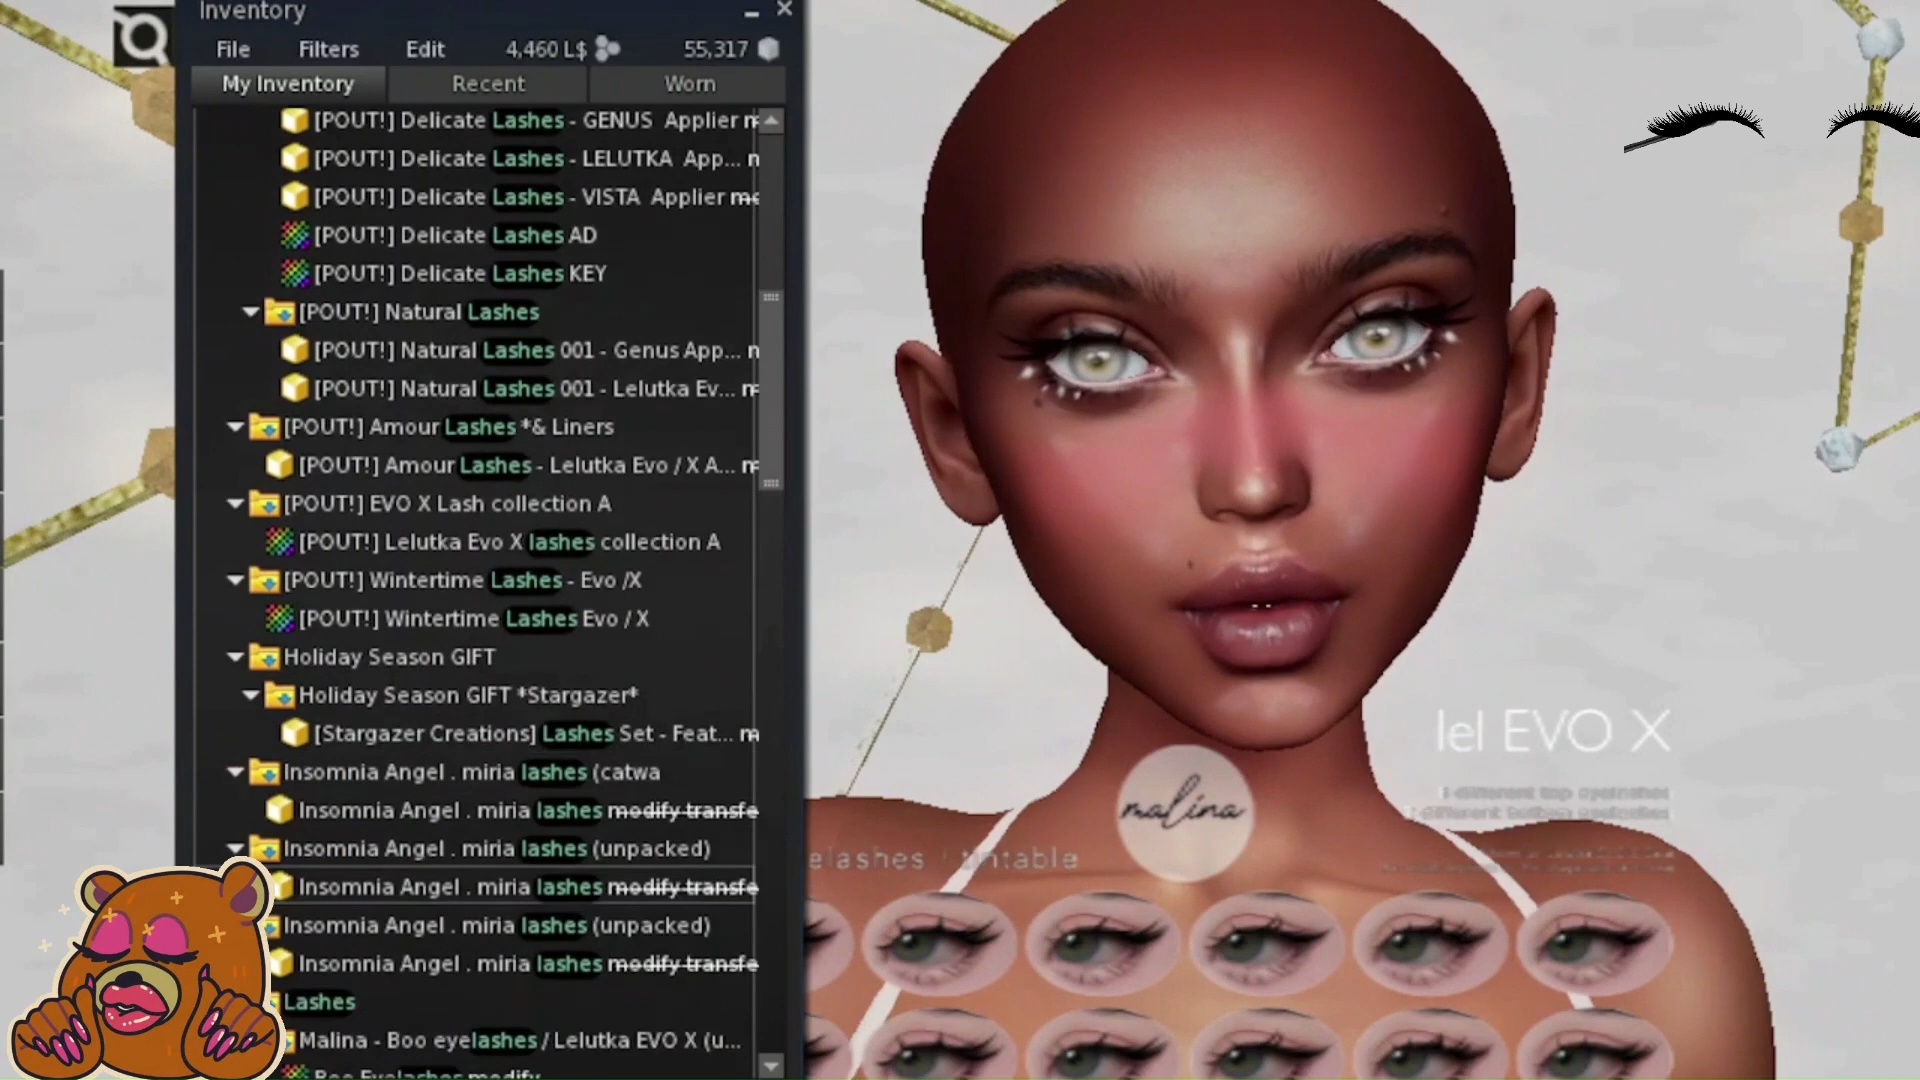 Inventory
File Filters Edit 4,460 L$ 55,317
My Inventory Recent Worn
[POUT!] Delicate Lashes - GENUS Applier
[POUT!] Delicate Lashes - LELUTKA App...
[POUT!] Delicate Lashes - VISTA Applier
[POUT!] Delicate Lashes AD
[POUT!] Delicate Lashes KEY
[POUT!] Natural Lashes
[POUT!] Natural Lashes 001 - Genus App...
[POUT!] Natural Lashes 001 - Lelutka Ev...
[POUT!] Amour Lashes *& Liners
[POUT!] Amour Lashes - Lelutka Evo / X A...
[POUT!] EVO X Lash collection A
[POUT!] Lelutka Evo X lashes collection A
[POUT!] Wintertime Lashes - Evo /X
[POUT!] Wintertime Lashes Evo / X
Holiday Season GIFT
Holiday Season GIFT *Stargazer*
[Stargazer Creations] Lashes Set - Feat...
Insomnia Angel . miria lashes (catwa
Insomnia Angel . miria lashes modify transfe
Insomnia Angel . miria lashes (unpacked)
Insomnia Angel . miria lashes modify transfe
Insomnia Angel . miria lashes (unpacked)
Insomnia Angel . miria lashes modify transfe
Lashes
Malina - Boo eyelashes / Lelutka EVO X (u...
Boo Eyelashes modify
lel EVO X
malina
elashes / tintable